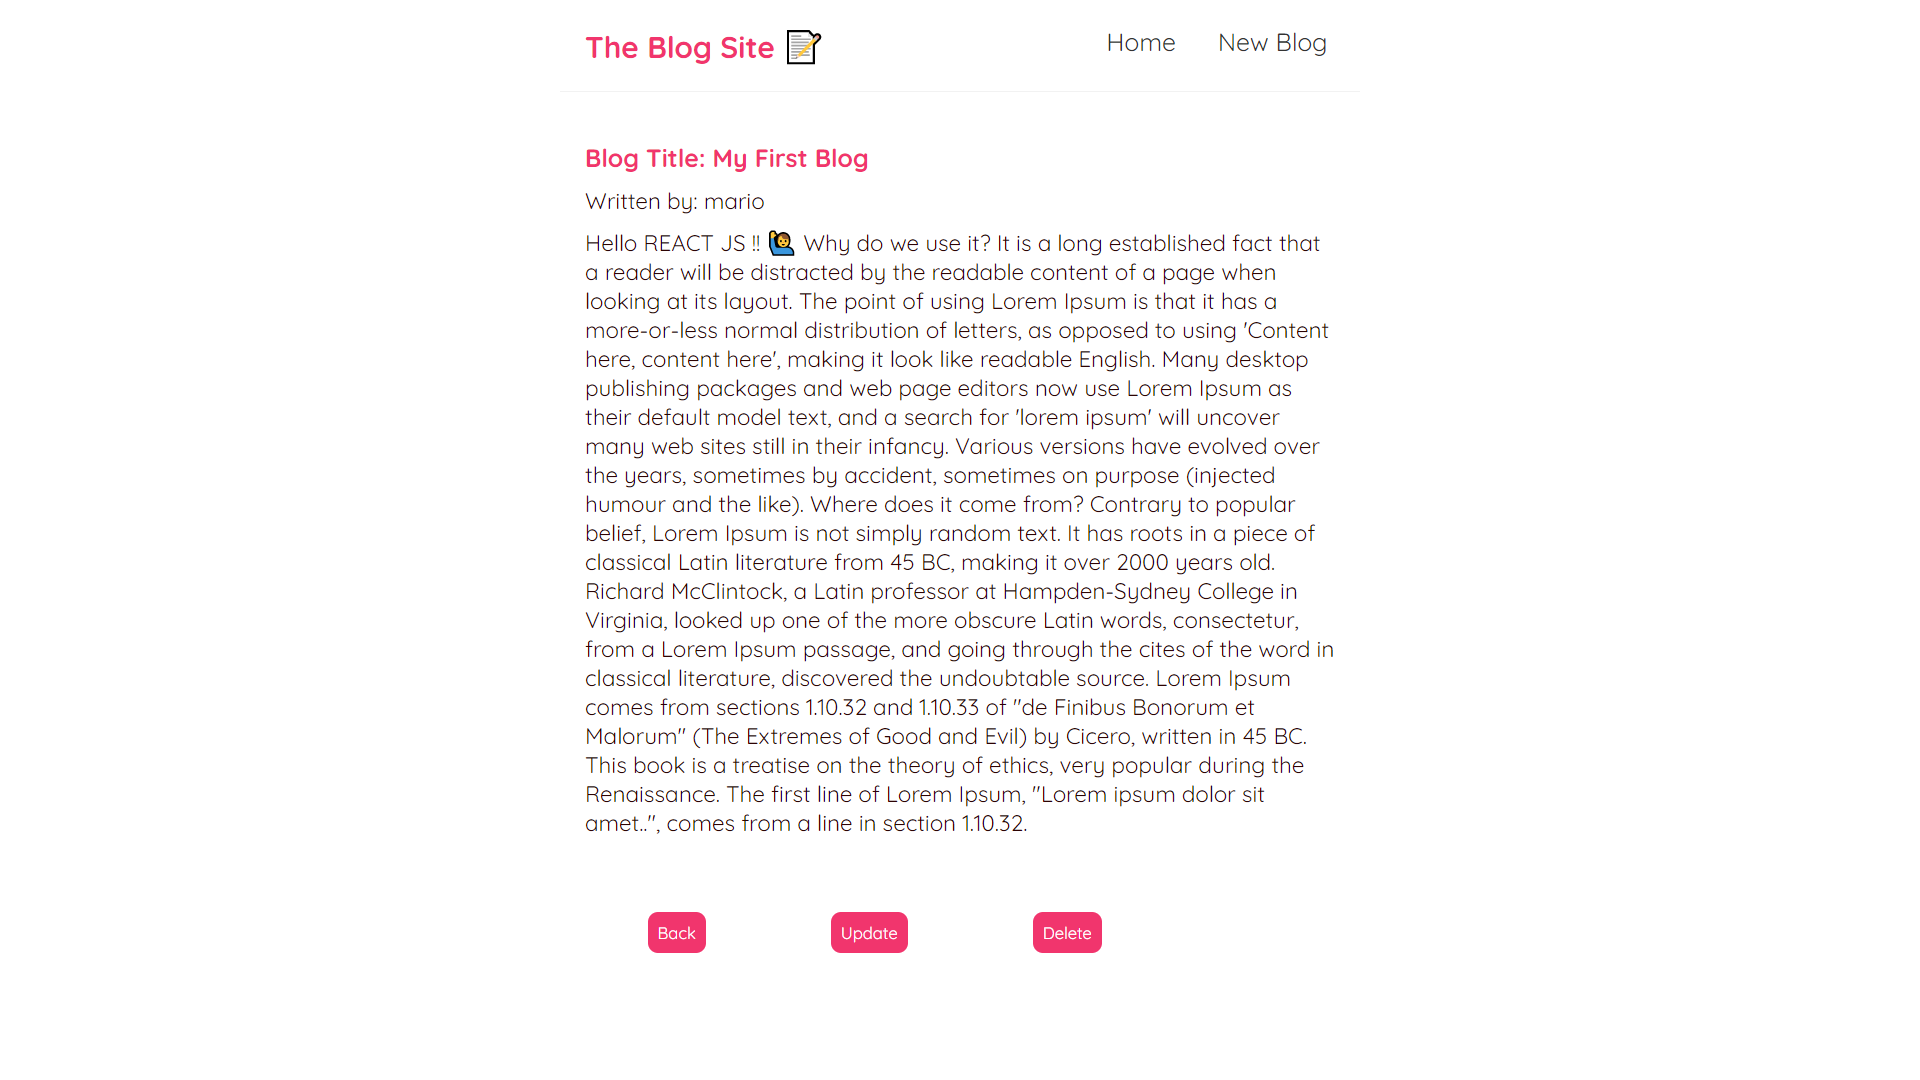 The Blog Site 📝
Home
New Blog
Blog Title: My First Blog
Written by: mario
Hello REACT JS !! 🙋 Why do we use it? It is a long established fact that
a reader will be distracted by the readable content of a page when
looking at its layout. The point of using Lorem Ipsum is that it has a
more-or-less normal distribution of letters, as opposed to using 'Content
here, content here', making it look like readable English. Many desktop
publishing packages and web page editors now use Lorem Ipsum as
their default model text, and a search for 'lorem ipsum' will uncover
many web sites still in their infancy. Various versions have evolved over
the years, sometimes by accident, sometimes on purpose (injected
humour and the like). Where does it come from? Contrary to popular
belief, Lorem Ipsum is not simply random text. It has roots in a piece of
classical Latin literature from 45 BC, making it over 2000 years old.
Richard McClintock, a Latin professor at Hampden-Sydney College in
Virginia, looked up one of the more obscure Latin words, consectetur,
from a Lorem Ipsum passage, and going through the cites of the word in
classical literature, discovered the undoubtable source. Lorem Ipsum
comes from sections 1.10.32 and 1.10.33 of "de Finibus Bonorum et
Malorum" (The Extremes of Good and Evil) by Cicero, written in 45 BC.
This book is a treatise on the theory of ethics, very popular during the
Renaissance. The first line of Lorem Ipsum, "Lorem ipsum dolor sit
amet..", comes from a line in section 1.10.32.
Back
Update
Delete